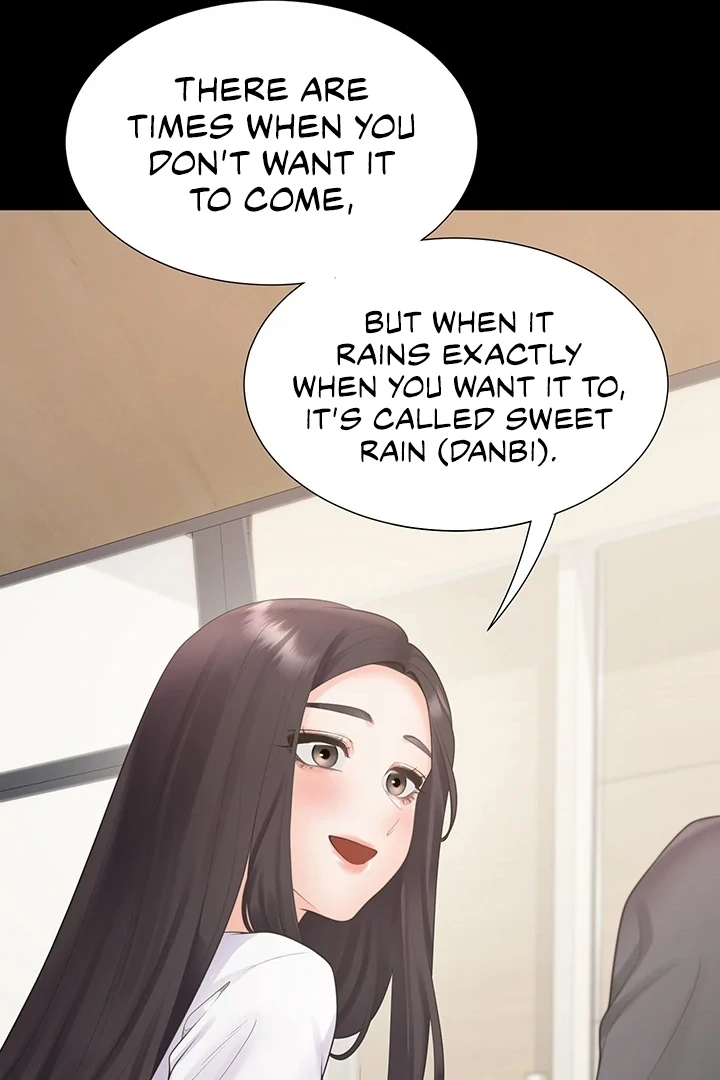 THERE ARE
TIMES WHEN YOU
DON'T WANT IT
TO COME,
BUT WHEN IT
RAINS EXACTLY
WHEN YOU WANT IT TO,
IT'S CALLED SWEET
RAIN (DANBI).